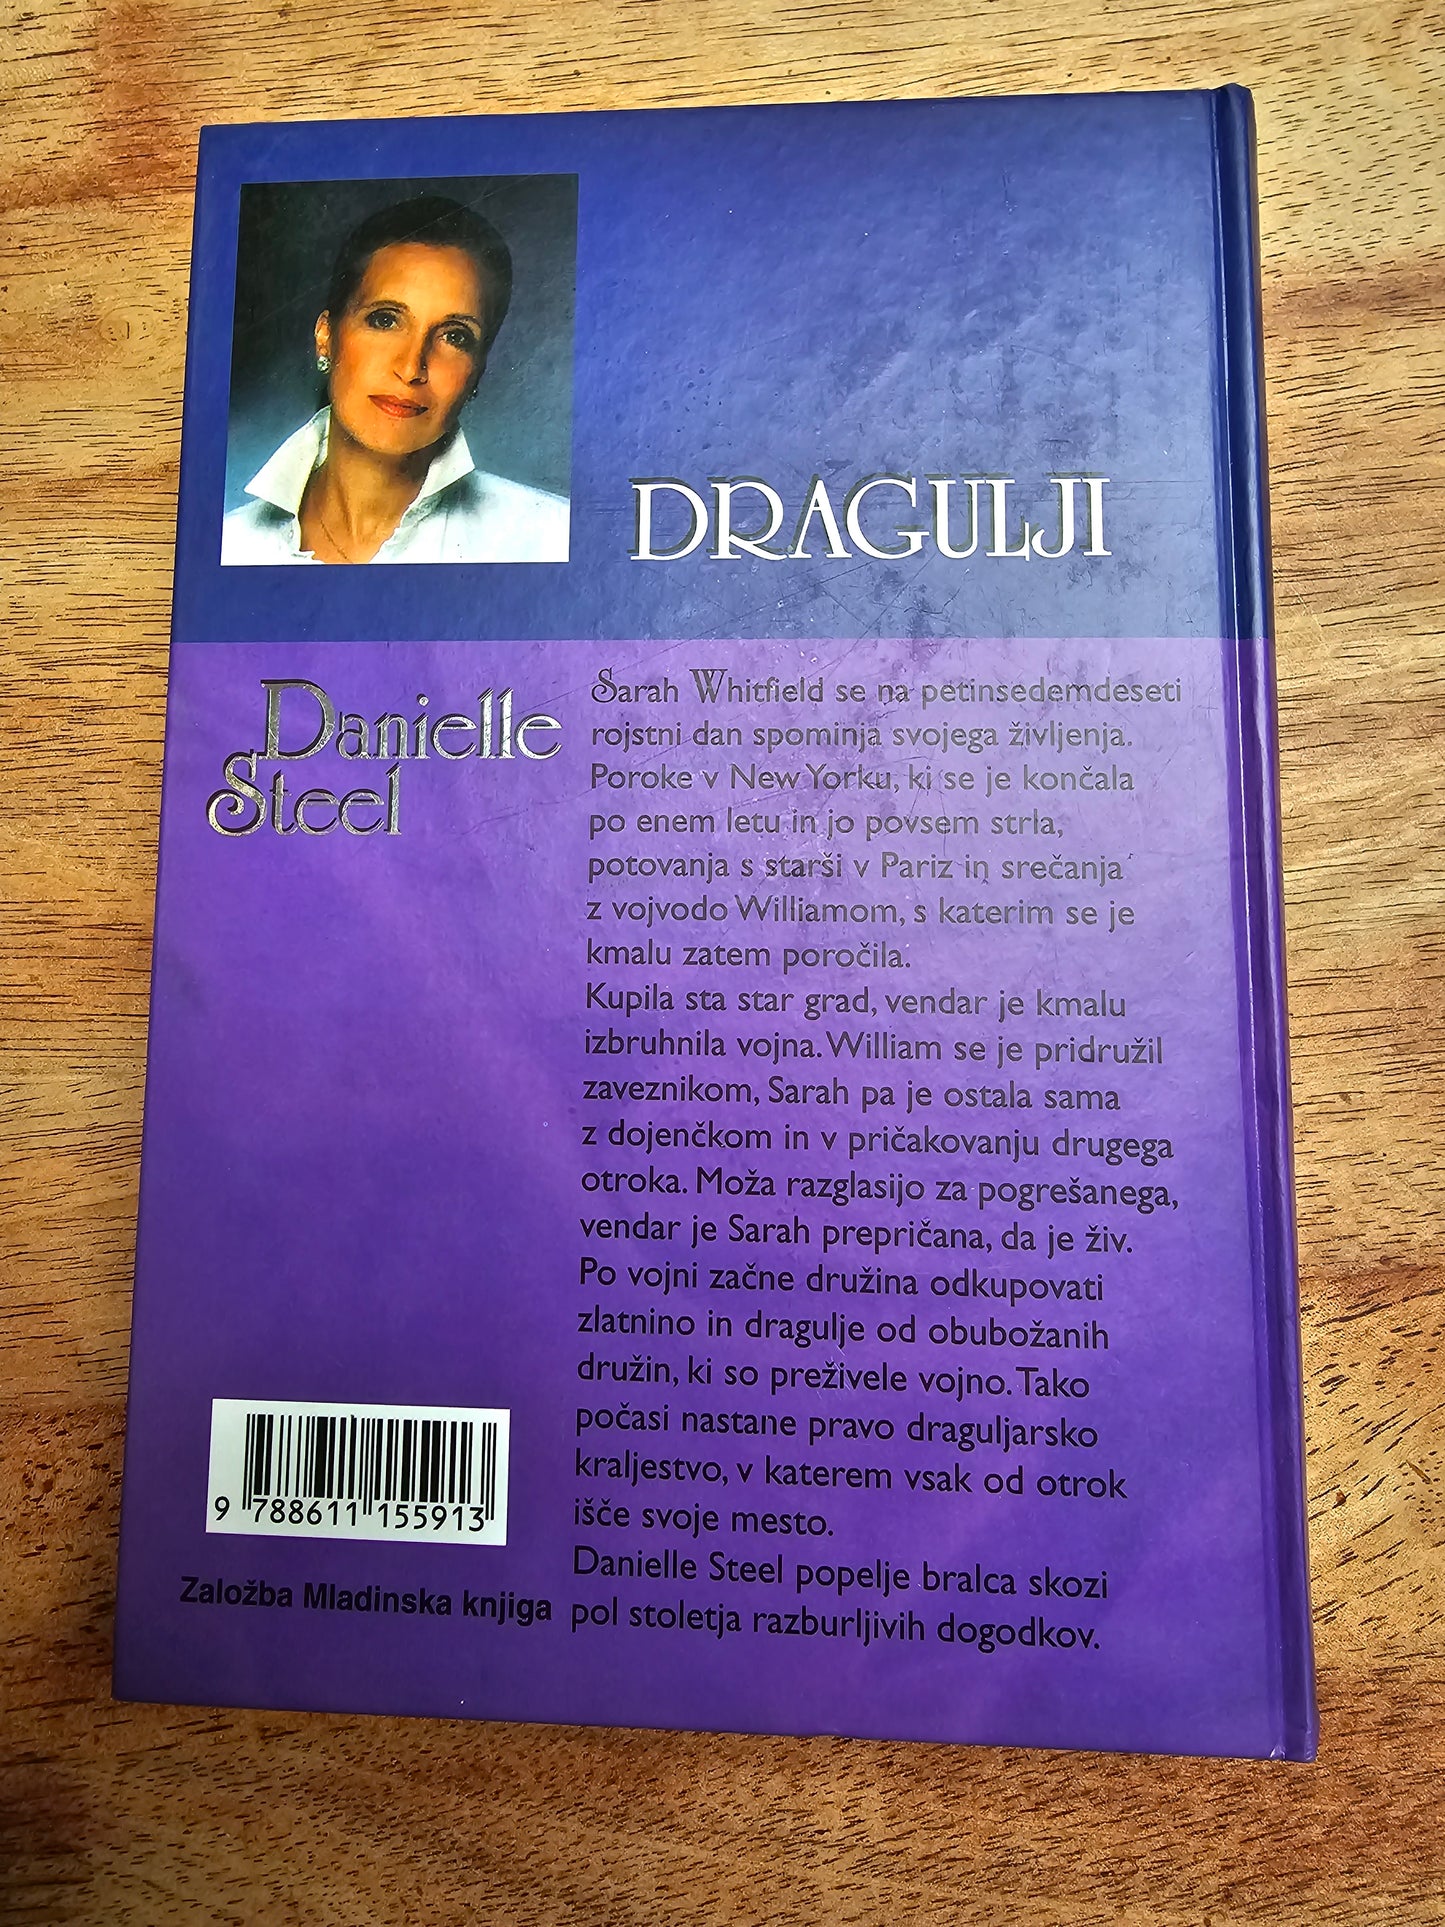 DRAGULJI
Danielle
Steel
Sarah Whitfield se na petinsedemdeseti
rojstni dan spominja svojega življenja.
Poroke v New Yorku, ki se je končala
po enem letu in jo povsem strla,
potovanja s starši v Pariz in srečanja
z vojvodo Williamom, s katerim se je
kmalu zatem poročila.
Kupila sta star grad, vendar je kmalu
izbruhnila vojna. William se je pridružil
zaveznikom, Sarah pa je ostala sama
z dojenčkom in v pričakovanju drugega
otroka. Moža razglasijo za pogrešanega,
vendar je Sarah prepričana, da je živ.
Po vojni začne družina odkupovati
zlatnino in dragulje od obubožanih
družin, ki so preživele vojno. Tako
počasi nastane pravo draguljarsko
kraljestvo, v katerem vsak od otrok
išče svoje mesto.
Danielle Steel popelje bralca skozi
pol stoletja razburljivih dogodkov.
9 788611 155913
Založba Mladinska knjiga